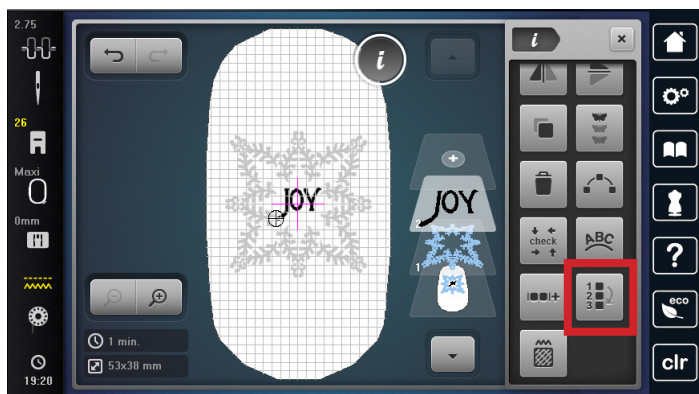 2.75
26
Maxi
0mm
19:20
i
JOY
1 min.
53x38 mm
JOY
2
1
i
×
check
ABC
1
2
3
?
eco
clr